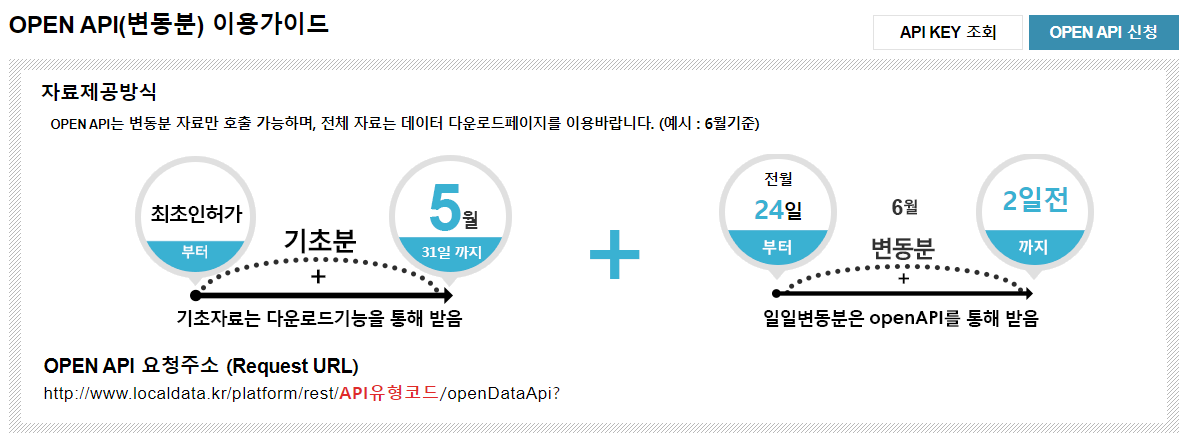 OPEN API(변동분) 이용가이드
API KEY 조회
OPEN API 신청
자료제공방식
OPEN API는 변동분 자료만 호출 가능하며, 전체 자료는 데이터 다운로드페이지를 이용바랍니다. (예시 : 6월기준)
최초인허가
부터
기초분
+
5월
31일 까지
기초자료는 다운로드기능을 통해 받음
+
전월
24일
부터
6월
변동분
+
2일전
까지
일일변동분은 openAPI를 통해 받음
OPEN API 요청주소 (Request URL)
http://www.localdata.kr/platform/rest/API유형코드/openDataApi?